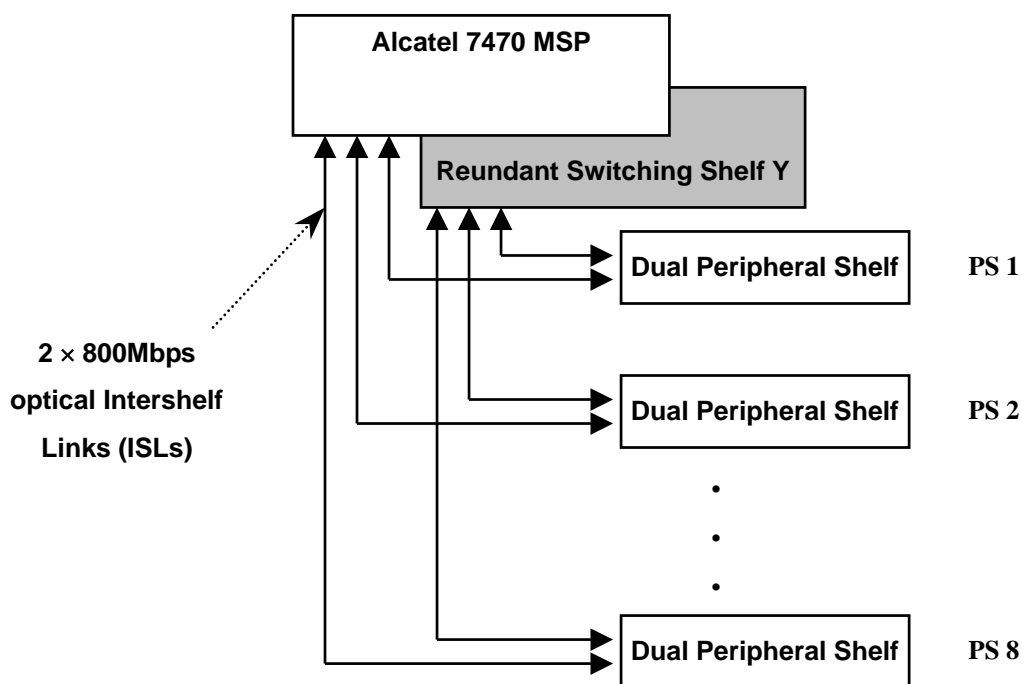 Alcatel 7470 MSP
Reundant Switching Shelf Y
Dual Peripheral Shelf PS 1
2 × 800Mbps
optical Intershelf
Links (ISLs)
Dual Peripheral Shelf PS 2
Dual Peripheral Shelf PS 8